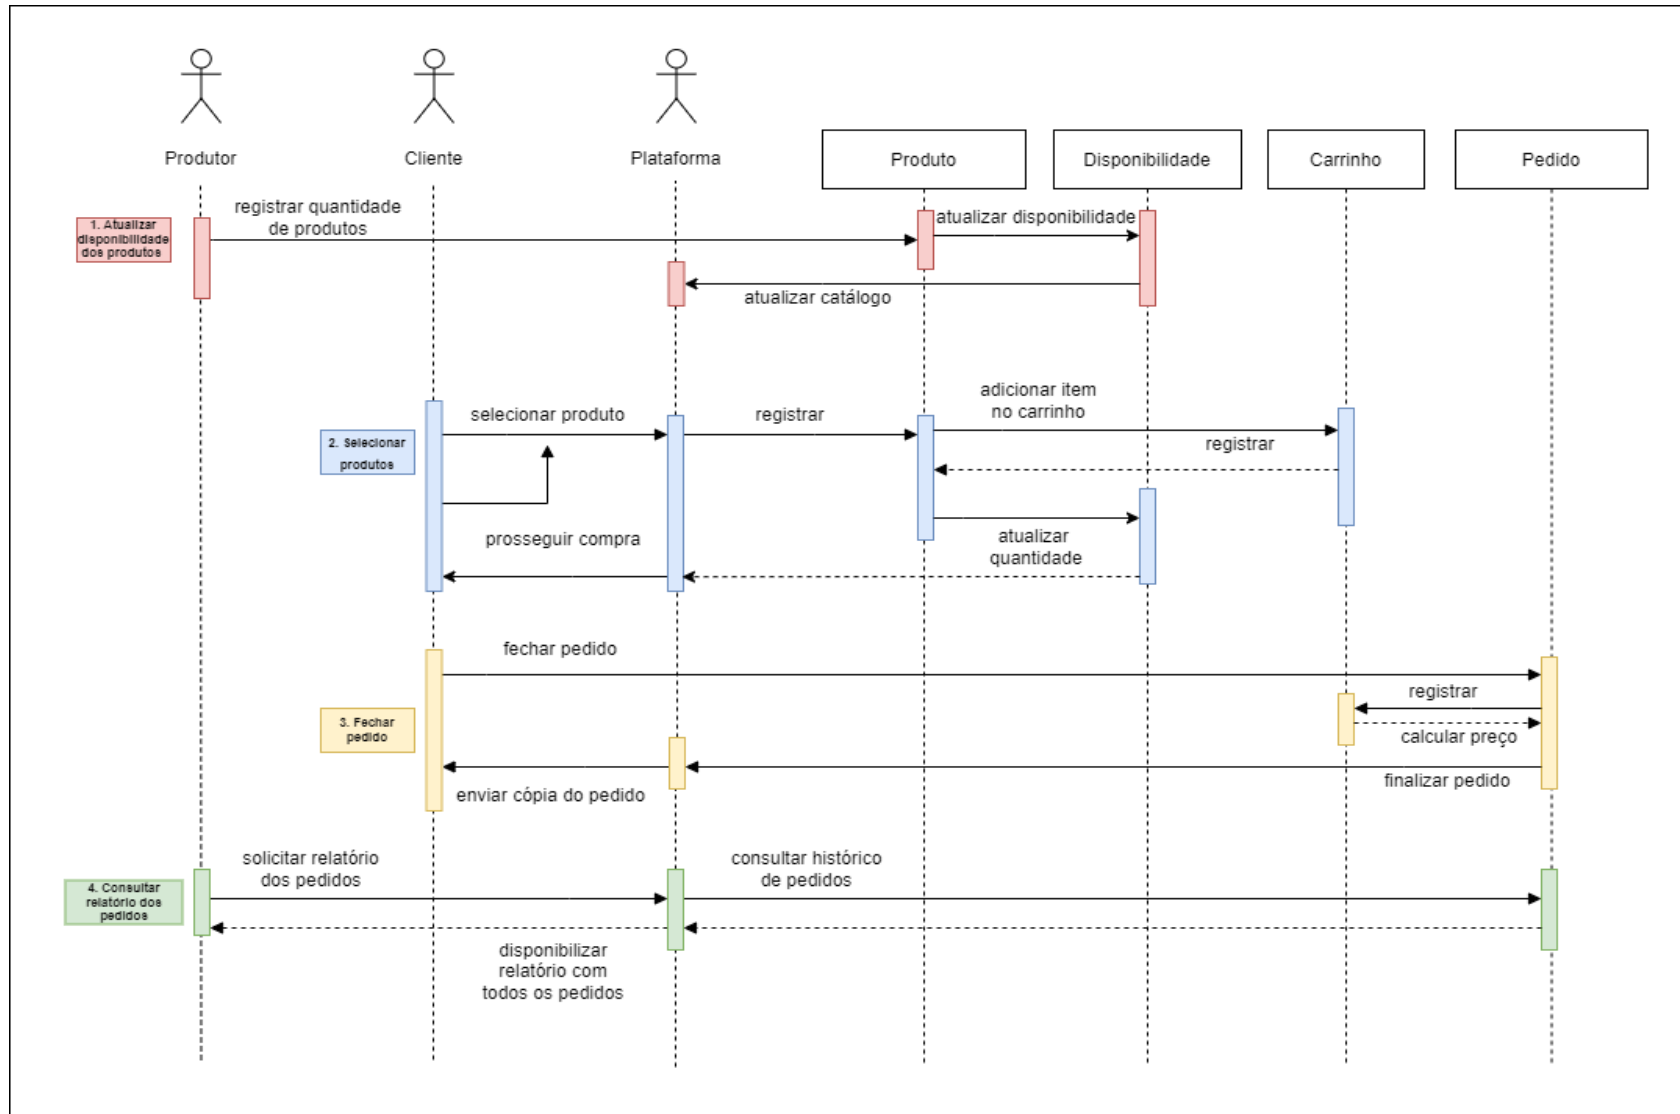 Produtor
Cliente
Plataforma
Produto
Disponibilidade
Carrinho
Pedido
1. Atualizar
disponibilidade
dos produtos
registrar quantidade
de produtos
atualizar disponibilidade
atualizar catálogo
2. Selecionar
produtos
selecionar produto
registrar
adicionar item
no carrinho
registrar
atualizar
quantidade
prosseguir compra
3. Fechar
pedido
fechar pedido
registrar
calcular preço
finalizar pedido
enviar cópia do pedido
4. Consultar
relatório dos
pedidos
solicitar relatório
dos pedidos
consultar histórico
de pedidos
disponibilizar
relatório com
todos os pedidos